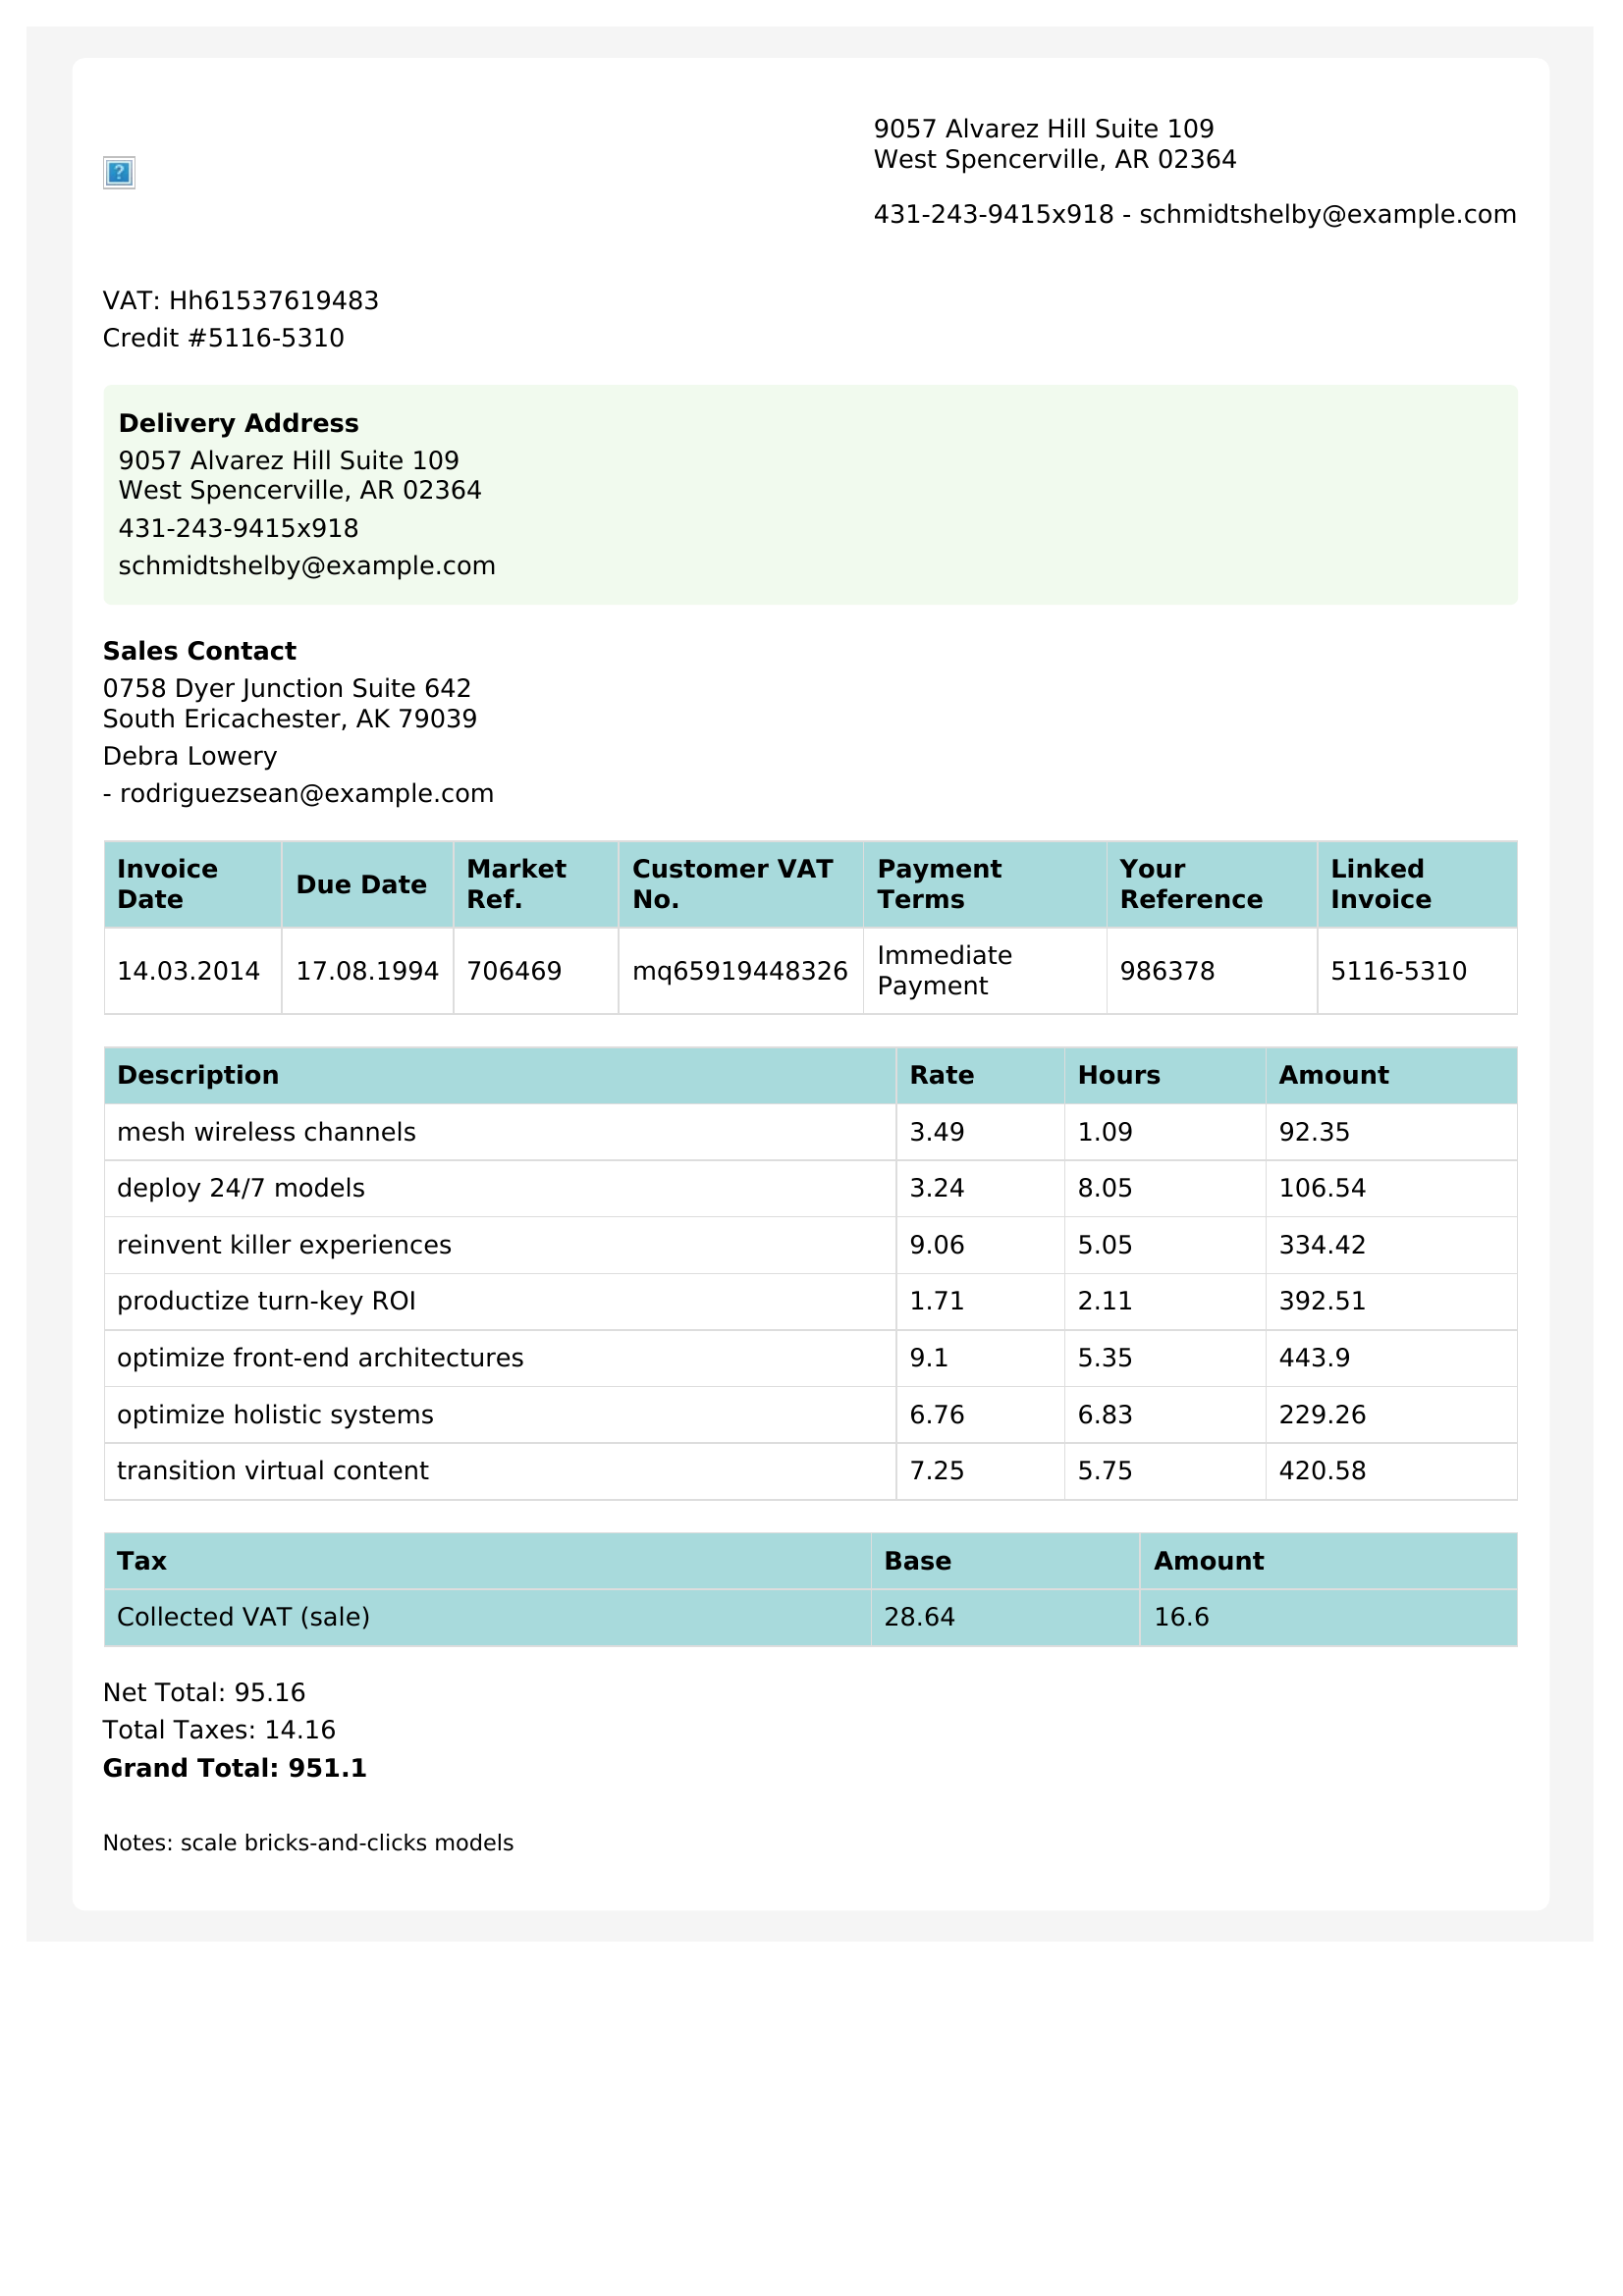 9057 Alvarez Hill Suite 109
West Spencerville, AR 02364
431-243-9415x918 - schmidtshelby@example.com
VAT: Hh61537619483
Credit #5116-5310
Delivery Address
9057 Alvarez Hill Suite 109
West Spencerville, AR 02364
431-243-9415x918
schmidtshelby@example.com
Sales Contact
0758 Dyer Junction Suite 642
South Ericachester, AK 79039
Debra Lowery
- rodriguezsean@example.com
Invoice Date Due Date Market Ref. Customer VAT No. Payment Terms Your Reference Linked Invoice
14.03.2014 17.08.1994 706469 mq65919448326 Immediate Payment 986378 5116-5310
Description Rate Hours Amount
mesh wireless channels 3.49 1.09 92.35
deploy 24/7 models 3.24 8.05 106.54
reinvent killer experiences 9.06 5.05 334.42
productize turn-key ROI 1.71 2.11 392.51
optimize front-end architectures 9.1 5.35 443.9
optimize holistic systems 6.76 6.83 229.26
transition virtual content 7.25 5.75 420.58
Tax Base Amount
Collected VAT (sale) 28.64 16.6
Net Total: 95.16
Total Taxes: 14.16
Grand Total: 951.1
Notes: scale bricks-and-clicks models